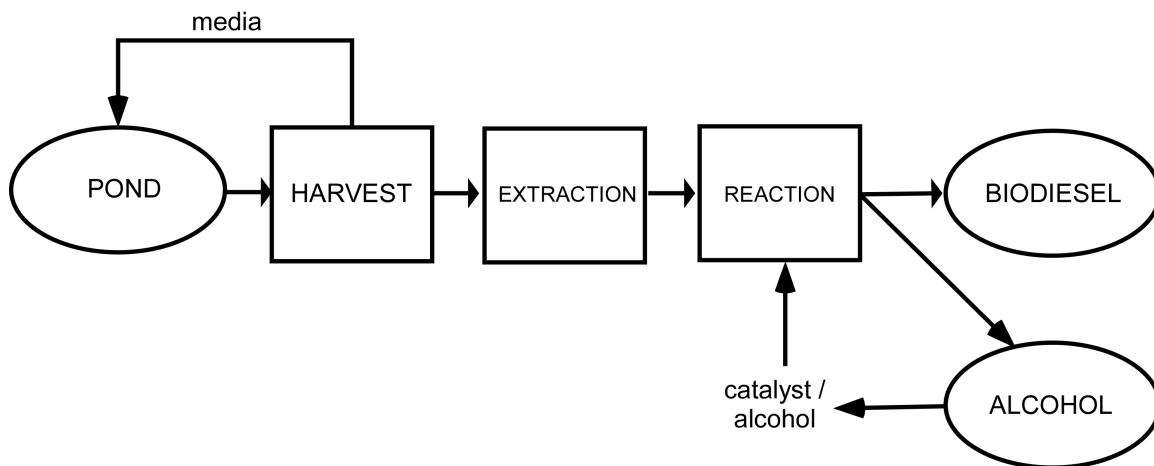 media
POND
HARVEST
EXTRACTION
REACTION
BIODIESEL
catalyst /
alcohol
ALCOHOL